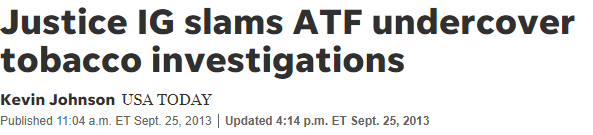 Justice IG slams ATF undercover
tobacco investigations
Kevin Johnson USA TODAY
Published 11:04 a.m. ET Sept. 25, 2013 | Updated 4:14 p.m. ET Sept. 25, 2013